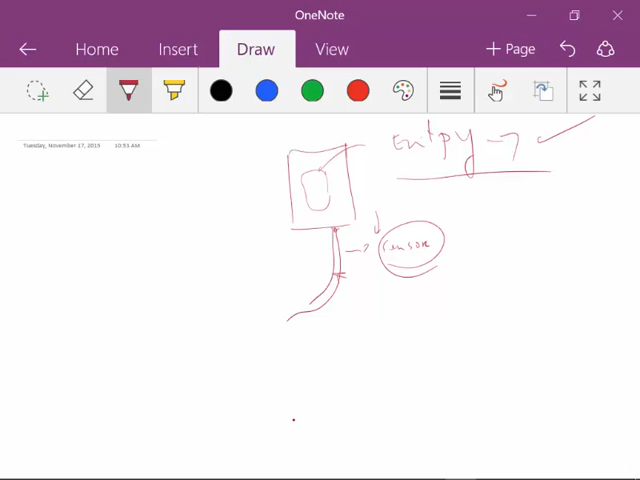 OneNote
Home Insert Draw View + Page
Tuesday, November 17, 2015 10:53 AM
Entpy
sensor